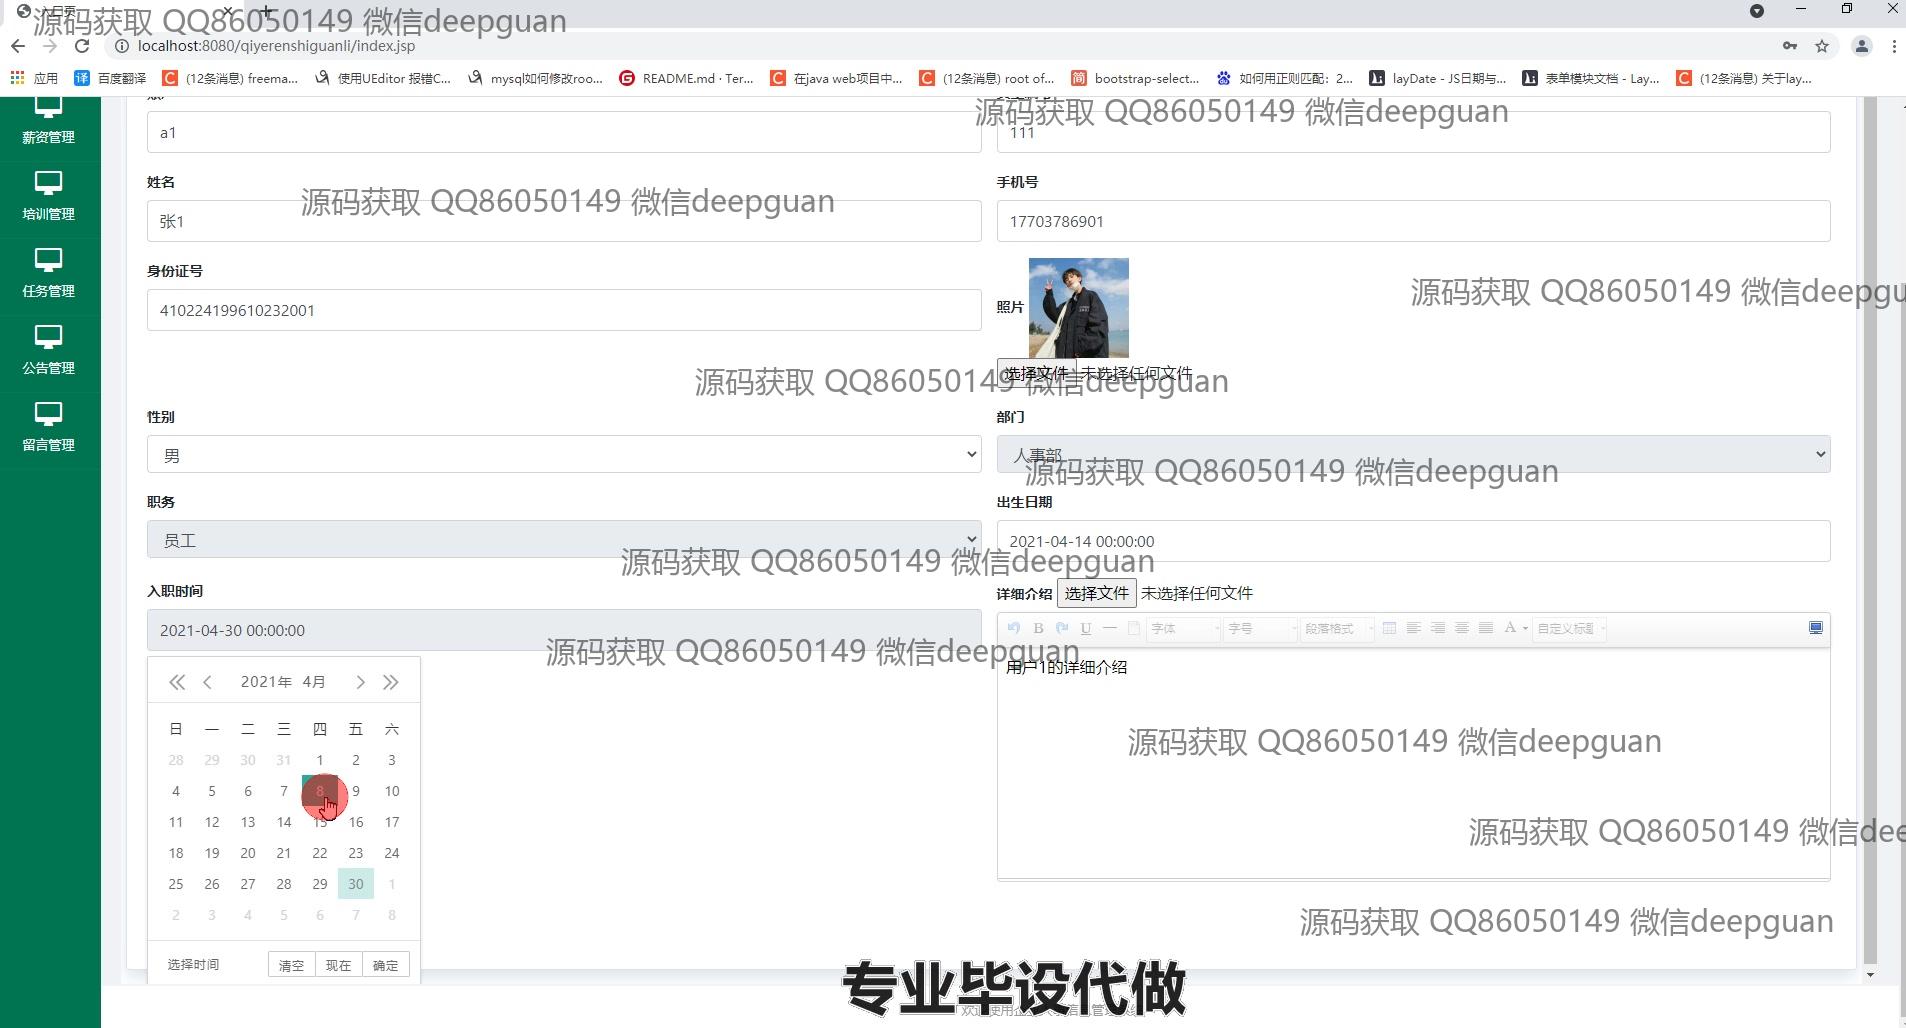 源码获取 QQ86050149 微信deepguan
localhost:8080/qiyerenshiguanli/index.jsp
应用 百度翻译 (12条消息) freema... 使用UEditor 报错C... mysql如何修改roo... README.md · Ter... 在java web项目中... (12条消息) root of... bootstrap-select... 如何用正则匹配：2... layDate - JS日期与... 表单模块文档 - Lay... (12条消息) 关于lay...
源码获取 QQ86050149 微信deepguan
薪资管理
a1
111
培训管理
姓名
手机号
源码获取 QQ86050149 微信deepguan
张1
17703786901
任务管理
身份证号
410224199610232001
照片
源码获取 QQ86050149 微信deepgu
公告管理
选择文件 未选择任何文件
源码获取 QQ86050149 微信deepguan
留言管理
性别
部门
男
人事部
源码获取 QQ86050149 微信deepguan
职务
出生日期
员工
2021-04-14 00:00:00
源码获取 QQ86050149 微信deepguan
入职时间
详细介绍 选择文件 未选择任何文件
2021-04-30 00:00:00
B U 字体 字号 段落格式 A 自定义标题
源码获取 QQ86050149 微信deepguan
用户1的详细介绍
2021年 4月
日 一 二 三 四 五 六
28 29 30 31 1 2 3
4 5 6 7 8 9 10
11 12 13 14 15 16 17
18 19 20 21 22 23 24
25 26 27 28 29 30 1
2 3 4 5 6 7 8
选择时间 清空 现在 确定
源码获取 QQ86050149 微信deepguan
源码获取 QQ86050149 微信dee
源码获取 QQ86050149 微信deepguan
专业毕设代做